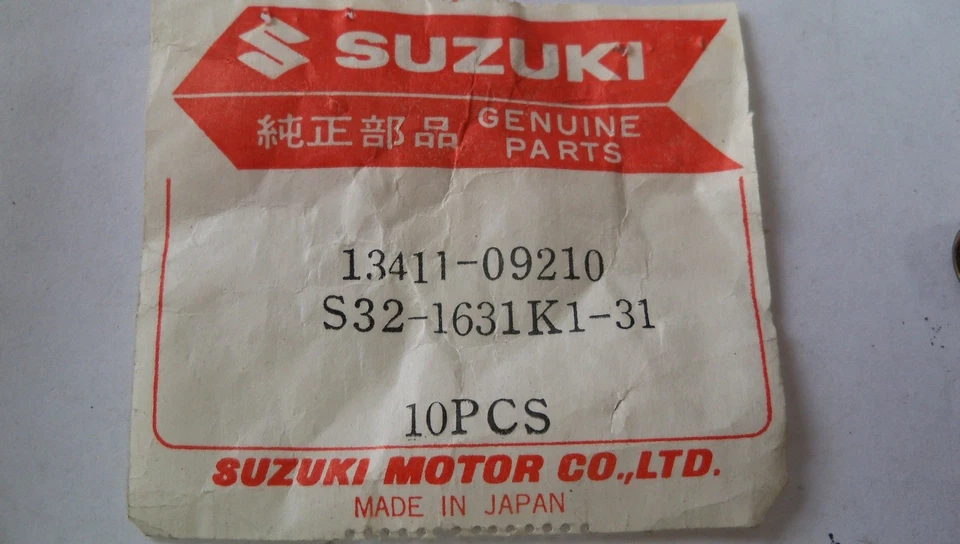 SUZUKI
純正部品 GENUINE PARTS
13411-09210
S32-1631K1-31
10PCS
SUZUKI MOTOR CO.,LTD.
MADE IN JAPAN